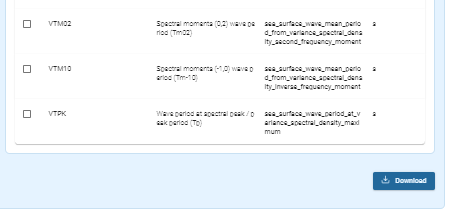 VTM02 Spectral moments (0,2) wave pe sea_surface_wave_mean_perio s
riod (Tm02) d_from_variance_spectral_dens
ity_second_frequency_moment
VTM10 Spectral moments (-1,0) wave p sea_surface_wave_mean_perio s
eriod (Tm-10) d_from_variance_spectral_dens
ity_inverse_frequency_moment
VTPK Wave period at spectral peak / p sea_surface_wave_period_at_v s
eak period (Tp) ariance_spectral_density_maxi
mum
Download